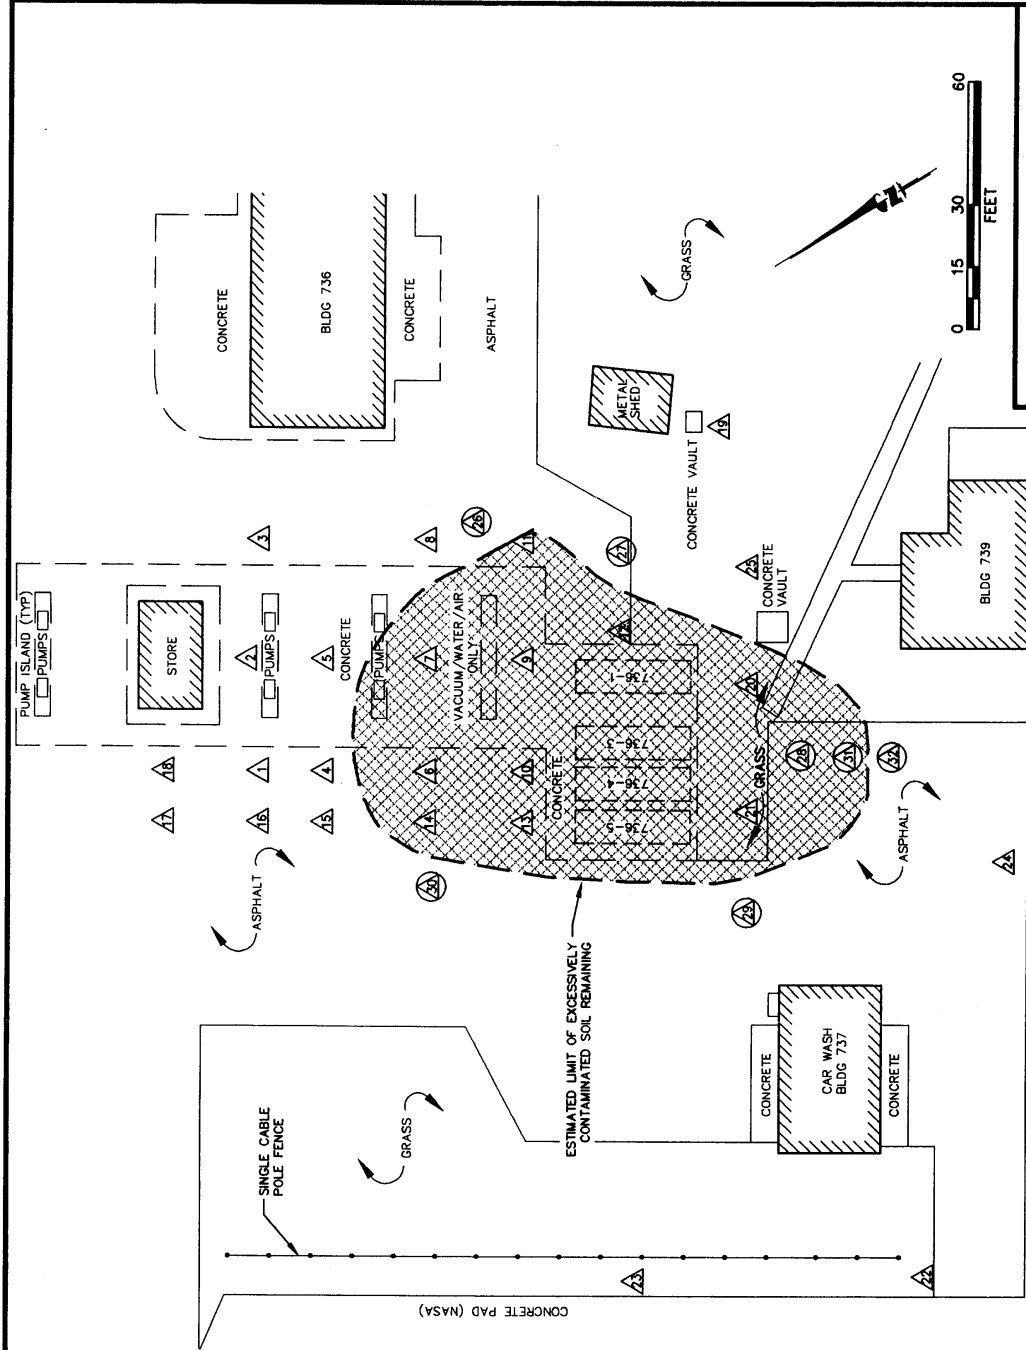 60
30
15
0
FEET
CONCRETE
BLDG 736
CONCRETE
ASPHALT
GRASS
METAL
SHED
19
CONCRETE VAULT
3
8
26
11
27
25
CONCRETE
VAULT
BLDG 739
PUMP ISLAND (TYP)
PUMPS
PUMPS
STORE
2
PUMPS
5
CONCRETE
PUMPS
7
VACUUM/WATER/AIR
ONLY
9
12
736-1
20
18
1
4
6
10
CONCRETE
736-3
736-4
736-5
GRASS
28
31
32
17
16
15
14
13
21
ASPHALT
30
29
ASPHALT
24
ESTIMATED LIMIT OF EXCESSIVELY
CONTAMINATED SOIL REMAINING
CONCRETE
CAR WASH
BLDG 737
CONCRETE
GRASS
SINGLE CABLE
POLE FENCE
23
22
CONCRETE PAD (NASA)